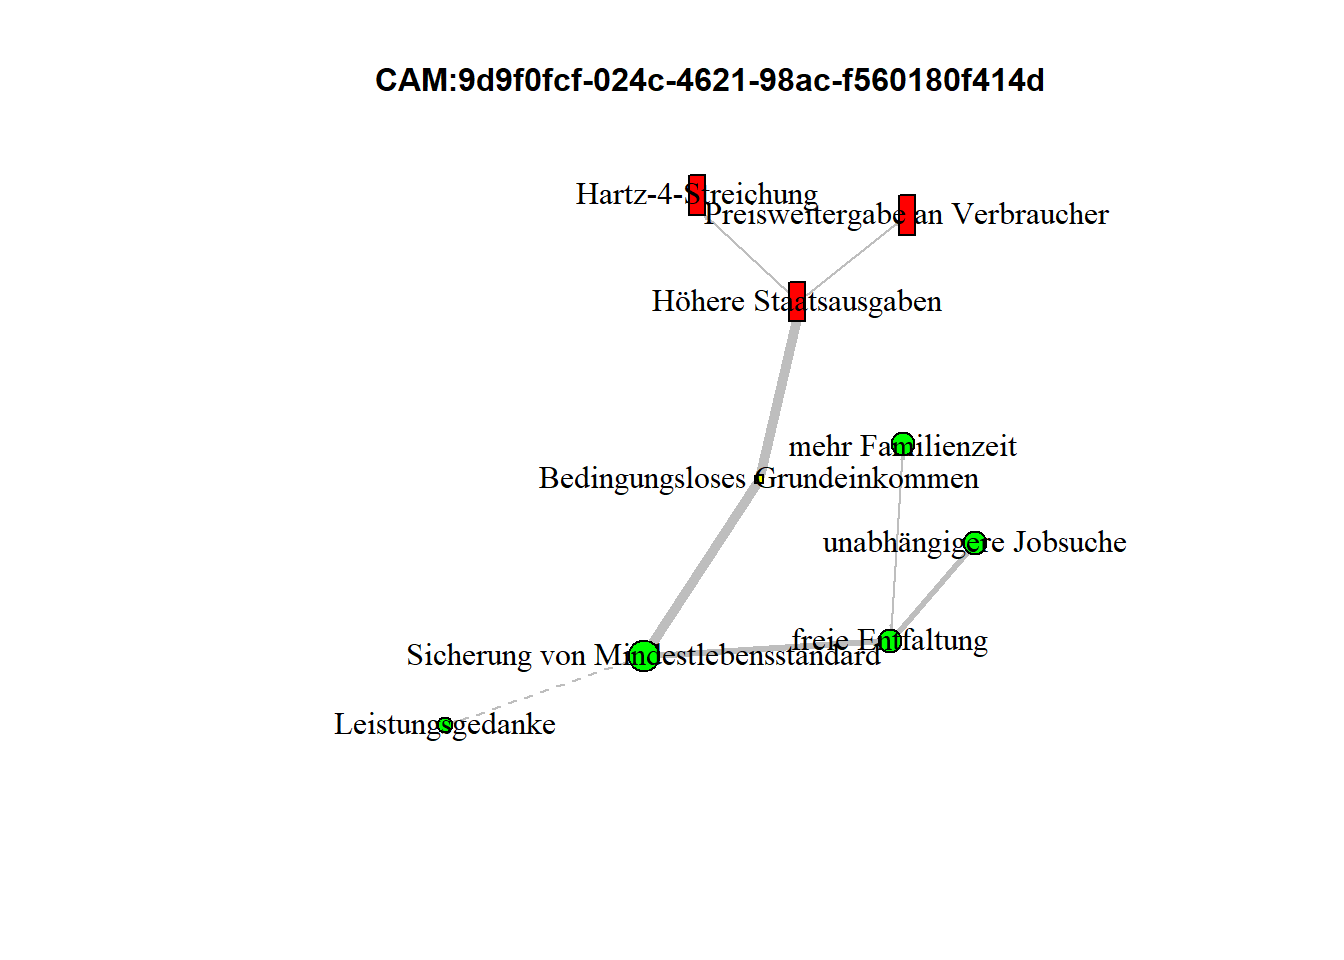 CAM:9d9f0fcf-024c-4621-98ac-f560180f414d
Hartz-4-Streichung
Preisweitergabe an Verbraucher
Höhere Staatsausgaben
mehr Familienzeit
Bedingungsloses Grundeinkommen
unabhängigere Jobsuche
freie Entfaltung
Sicherung von Mindestlebensstandard
Leistungsgedanke